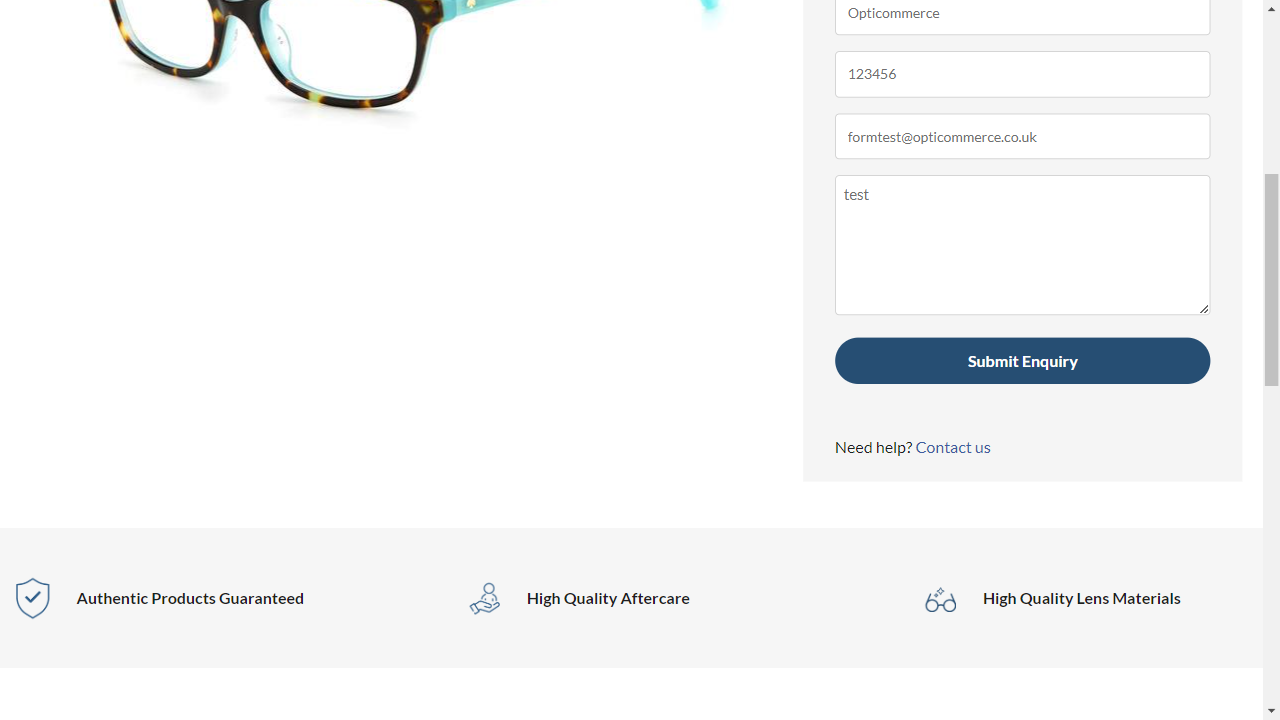 Opticommerce
123456
formtest@opticommerce.co.uk
test
Submit Enquiry
Need help? Contact us
Authentic Products Guaranteed
High Quality Aftercare
High Quality Lens Materials